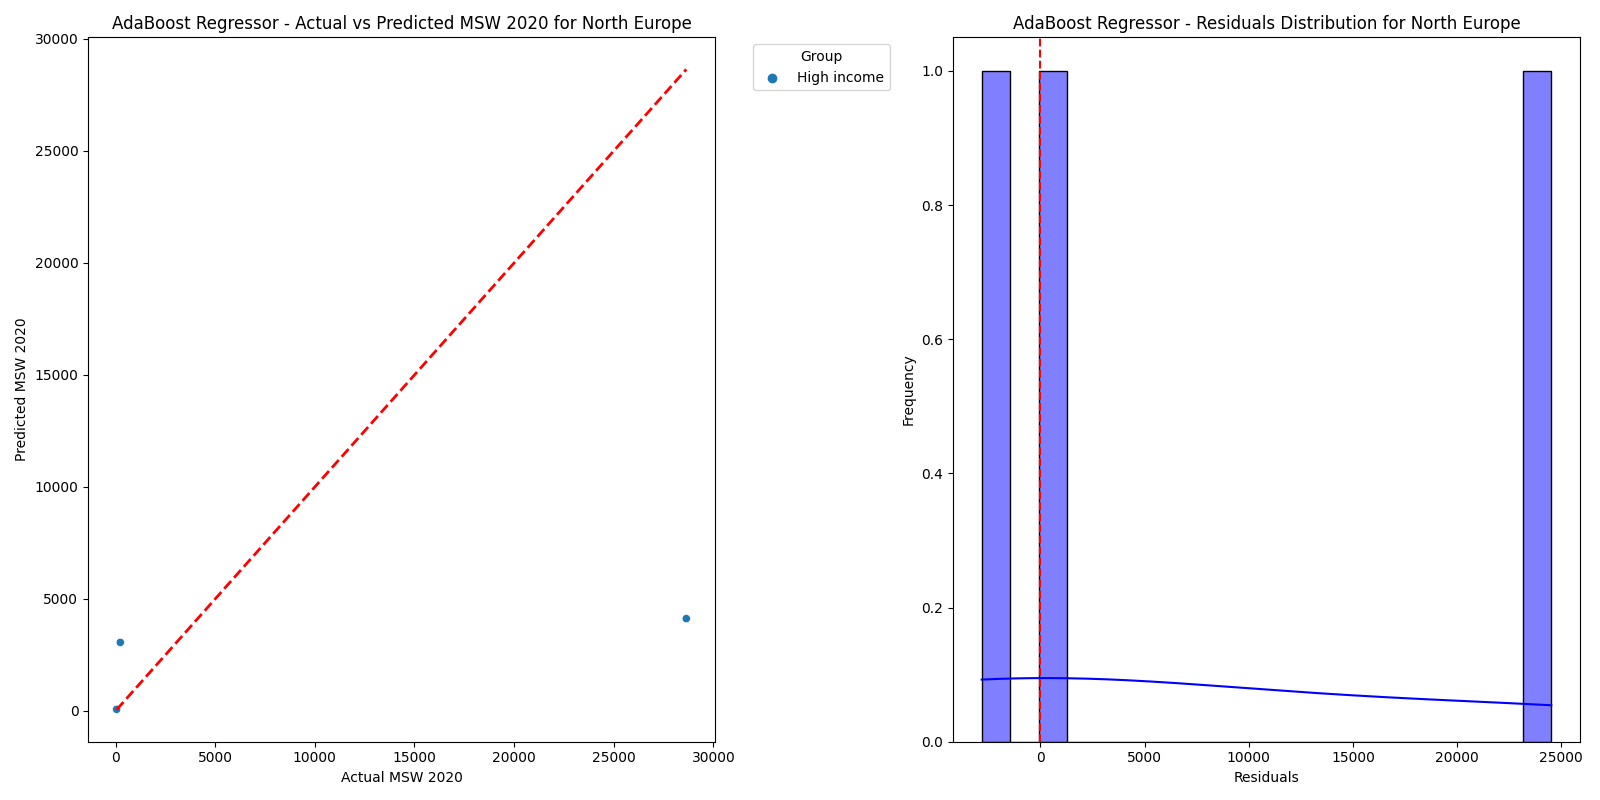 AdaBoost Regressor - Actual vs Predicted MSW 2020 for North Europe
30000
25000
20000
15000
10000
5000
0
Predicted MSW 2020
0 5000 10000 15000 20000 25000 30000
Actual MSW 2020
Group
High income
AdaBoost Regressor - Residuals Distribution for North Europe
1.0
0.8
0.6
0.4
0.2
0.0
Frequency
0 5000 10000 15000 20000 25000
Residuals